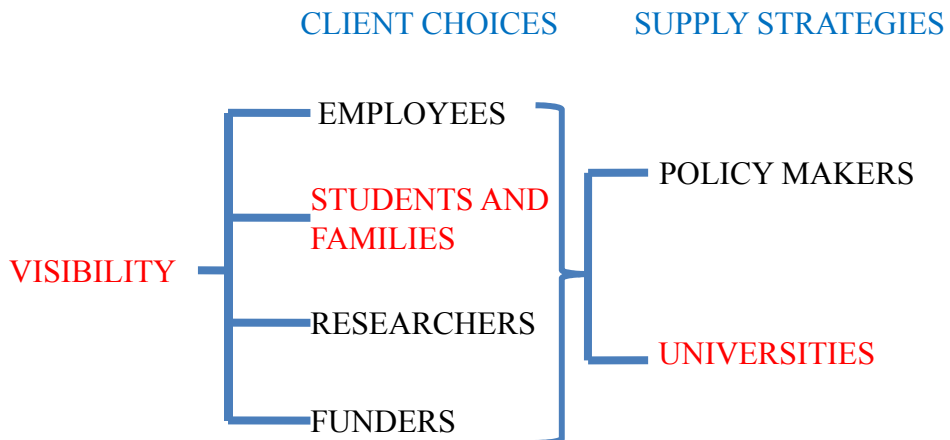 CLIENT CHOICES
SUPPLY STRATEGIES
EMPLOYEES
STUDENTS AND
FAMILIES
VISIBILITY
RESEARCHERS
FUNDERS
POLICY MAKERS
UNIVERSITIES